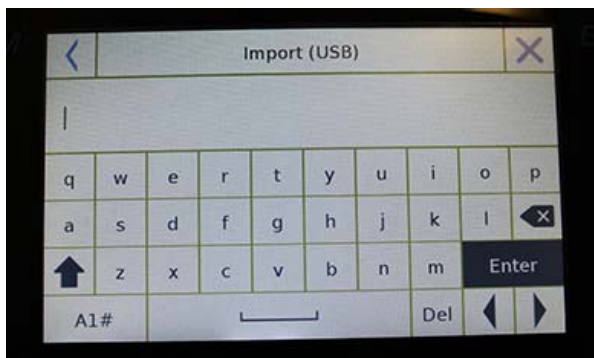 Import (USB)
q w e r t y u i o p
a s d f g h j k l
z x c v b n m Enter
A1# Del